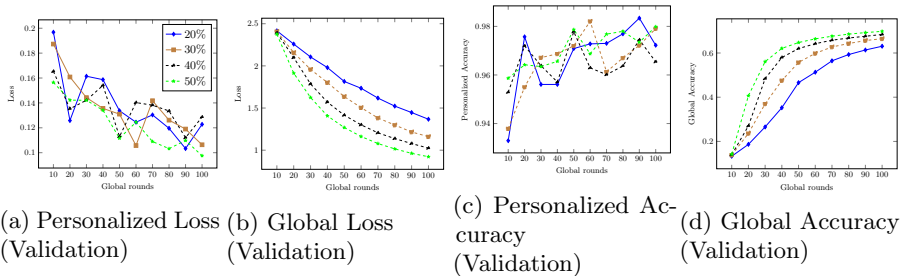 0.2
0.18
0.16
0.14
0.12
0.1
Loss
10 20 30 40 50 60 70 80 90 100
Global rounds
20%
30%
40%
50%
(a) Personalized Loss
(Validation)
2.5
2
1.5
1
Loss
10 20 30 40 50 60 70 80 90 100
Global rounds
(b) Global Loss
(Validation)
0.98
0.96
0.94
Personalized Accuracy
10 20 30 40 50 60 70 80 90 100
Global rounds
(c) Personalized Ac-
curacy
(Validation)
0.6
0.4
0.2
Global Accuracy
10 20 30 40 50 60 70 80 90 100
Global rounds
(d) Global Accuracy
(Validation)